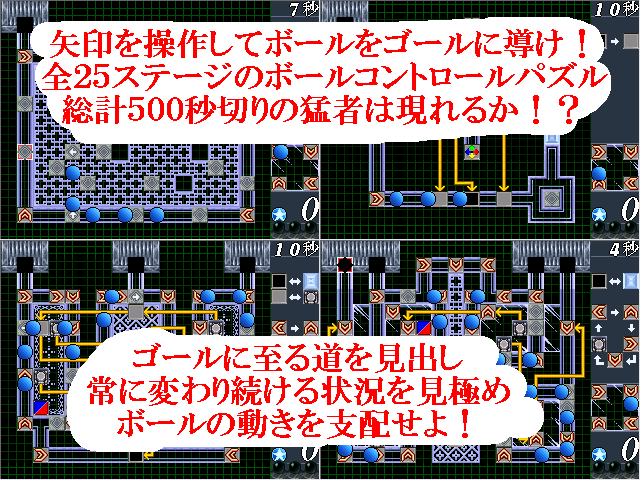 7秒
10秒
矢印を操作してボールをゴールに導け！
全25ステージのボールコントロールパズル
総計500秒切りの猛者は現れるか！？
0
0
10秒
4秒
ゴールに至る道を見出し
常に変わり続ける状況を見極め
ボールの動きを支配せよ！
0
0